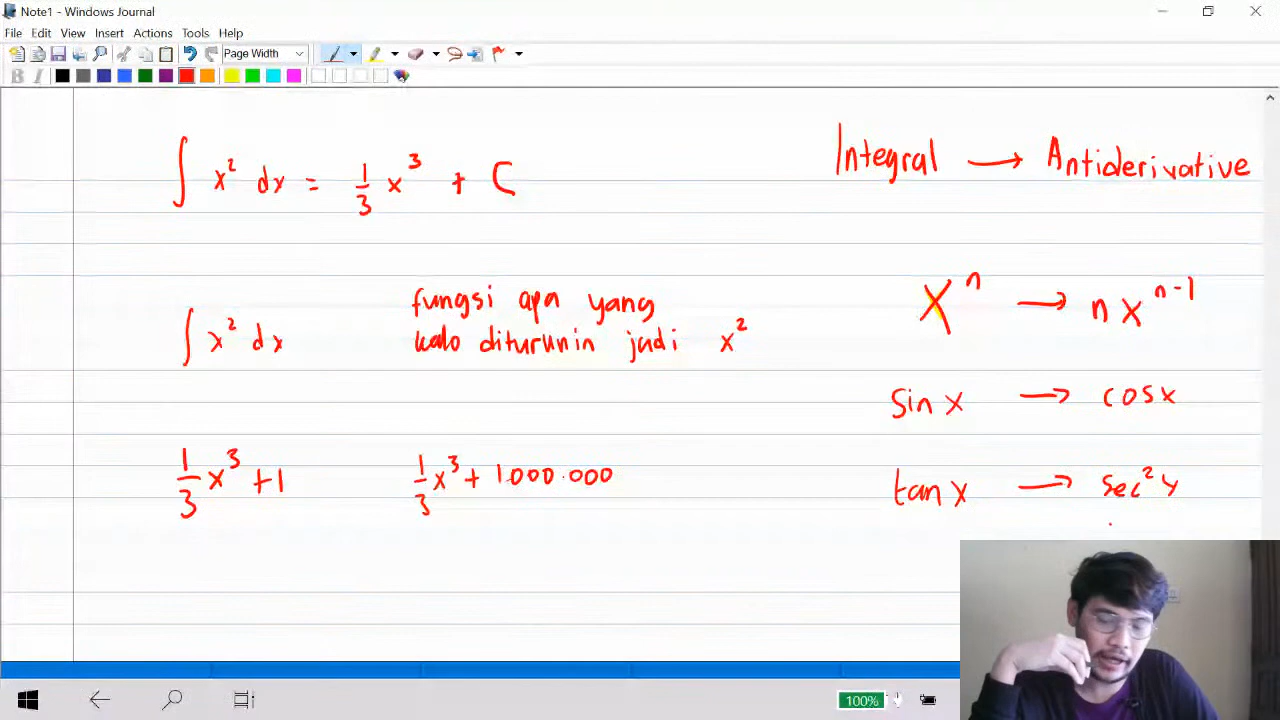 Note1 - Windows Journal
File Edit View Insert Actions Tools Help
Page Width
B I
∫ x² dx = 1/3 x³ + C
Integral → Antiderivative
∫ x² dx
fungsi apa yang
kalo diturunin jadi x²
xⁿ → n xⁿ⁻¹
sin x → cos x
1/3 x³ + 1
1/3 x³ + 1.000.000
tan x → sec² x
100%